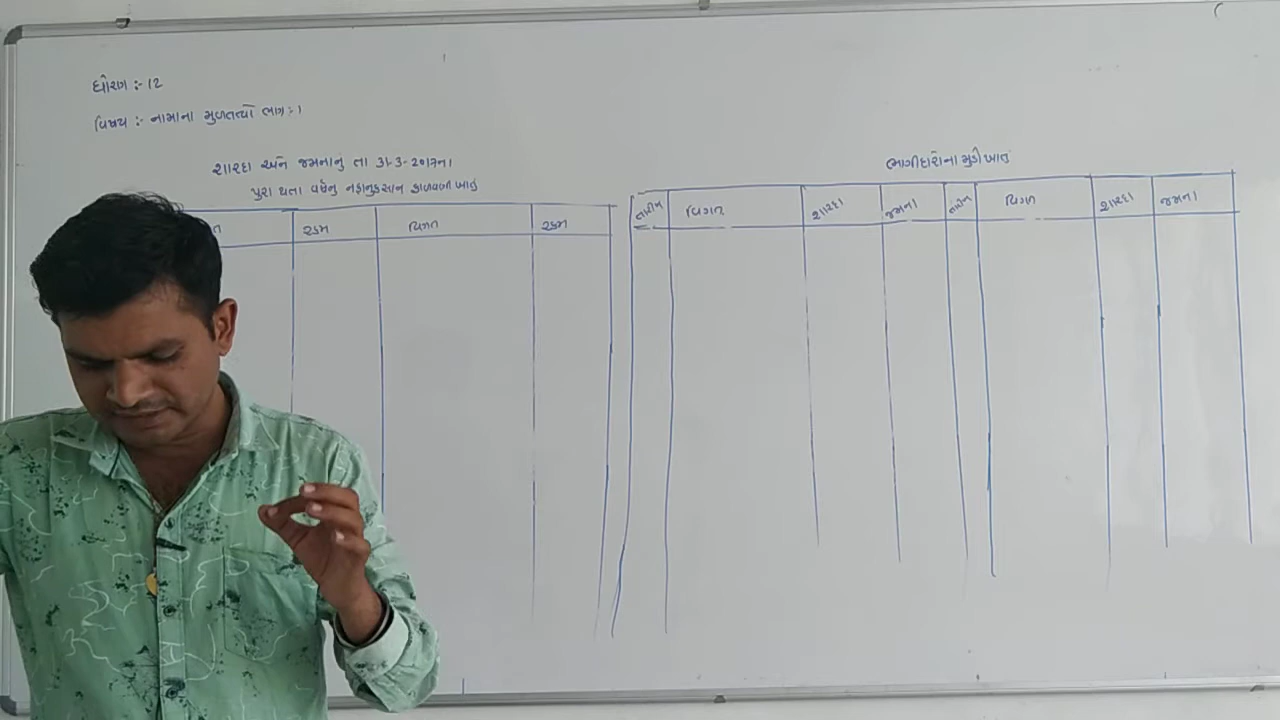 ધોરણ :- 12
વિષય :- નામાના મુળતત્વો ભાગ :- ૧
શારદા અને જમનાનું તા 31-3-2017ના
પુરા થતા વર્ષનું નફાનુકસાન ફાળવણી ખાતું
ત રકમ વિગત રકમ
ભાગીદારોના મુડી ખાતાં
તારીખ વિગત શારદા જમના તારીખ વિગત શારદા જમના